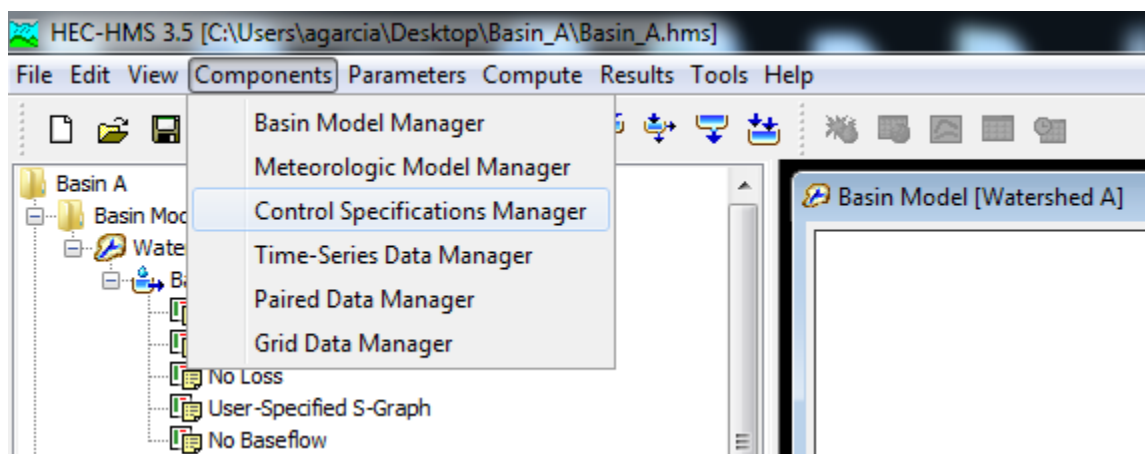 HEC-HMS 3.5 [C:\Users\agarcia\Desktop\Basin_A\Basin_A.hms]
File Edit View Components Parameters Compute Results Tools Help
Basin Model Manager
Meteorologic Model Manager
Control Specifications Manager
Time-Series Data Manager
Paired Data Manager
Grid Data Manager
Basin A
Basin Mod
Wate
Ba
No Loss
User-Specified S-Graph
No Baseflow
Basin Model [Watershed A]